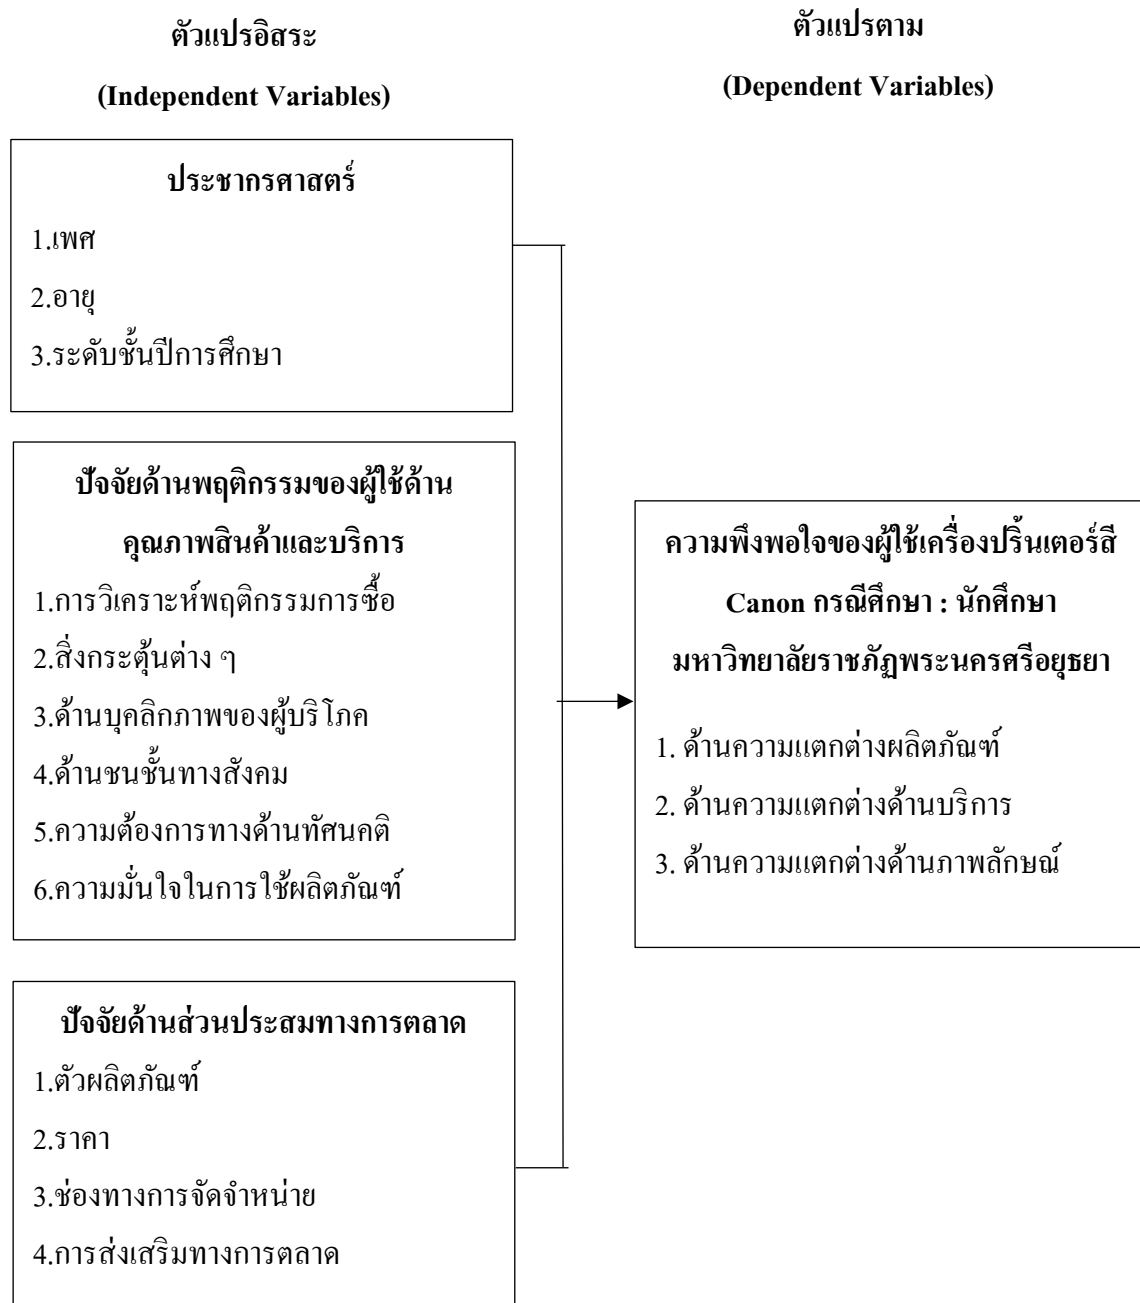 ตัวแปรอิสระ
(Independent Variables)
ตัวแปรตาม
(Dependent Variables)
ประชากรศาสตร์
1.เพศ
2.อายุ
3.ระดับชั้นปีการศึกษา
ปัจจัยด้านพฤติกรรมของผู้ใช้ด้าน
คุณภาพสินค้าและบริการ
1.การวิเคราะห์พฤติกรรมการซื้อ
2.สิ่งกระตุ้นต่าง ๆ
3.ด้านบุคลิกภาพของผู้บริโภค
4.ด้านชนชั้นทางสังคม
5.ความต้องการทางด้านทัศนคติ
6.ความมั่นใจในการใช้ผลิตภัณฑ์
ปัจจัยด้านส่วนประสมทางการตลาด
1.ตัวผลิตภัณฑ์
2.ราคา
3.ช่องทางการจัดจำหน่าย
4.การส่งเสริมทางการตลาด
ความพึงพอใจของผู้ใช้เครื่องปริ้นเตอร์สี
Canon กรณีศึกษา : นักศึกษา
มหาวิทยาลัยราชภัฏพระนครศรีอยุธยา
1. ด้านความแตกต่างผลิตภัณฑ์
2. ด้านความแตกต่างด้านบริการ
3. ด้านความแตกต่างด้านภาพลักษณ์